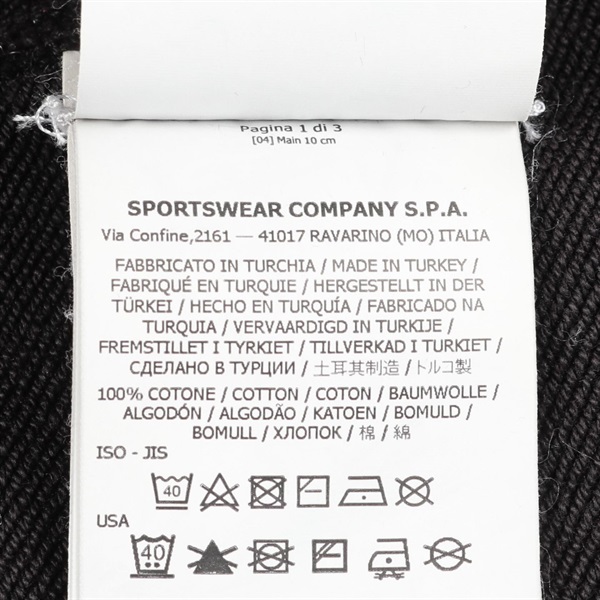 Pagina 1 di 3
[04] Main 10 cm
SPORTSWEAR COMPANY S.P.A.
Via Confine,2161 — 41017 RAVARINO (MO) ITALIA
FABBRICATO IN TURCHIA / MADE IN TURKEY /
FABRIQUÉ EN TURQUIE / HERGESTELLT IN DER
TÜRKEI / HECHO EN TURQUÍA / FABRICADO NA
TURQUIA / VERVAARDIGD IN TURKIJE /
FREMSTILLET I TYRKIET / TILLVERKAD I TURKIET /
СДЕЛАНО В ТУРЦИИ / 土耳其制造 / トルコ製
100% COTONE / COTTON / COTON / BAUMWOLLE /
ALGODÓN / ALGODÃO / KATOEN / BOMULD /
BOMULL / ХЛОПОК / 棉 / 綿
ISO - JIS
40
USA
40